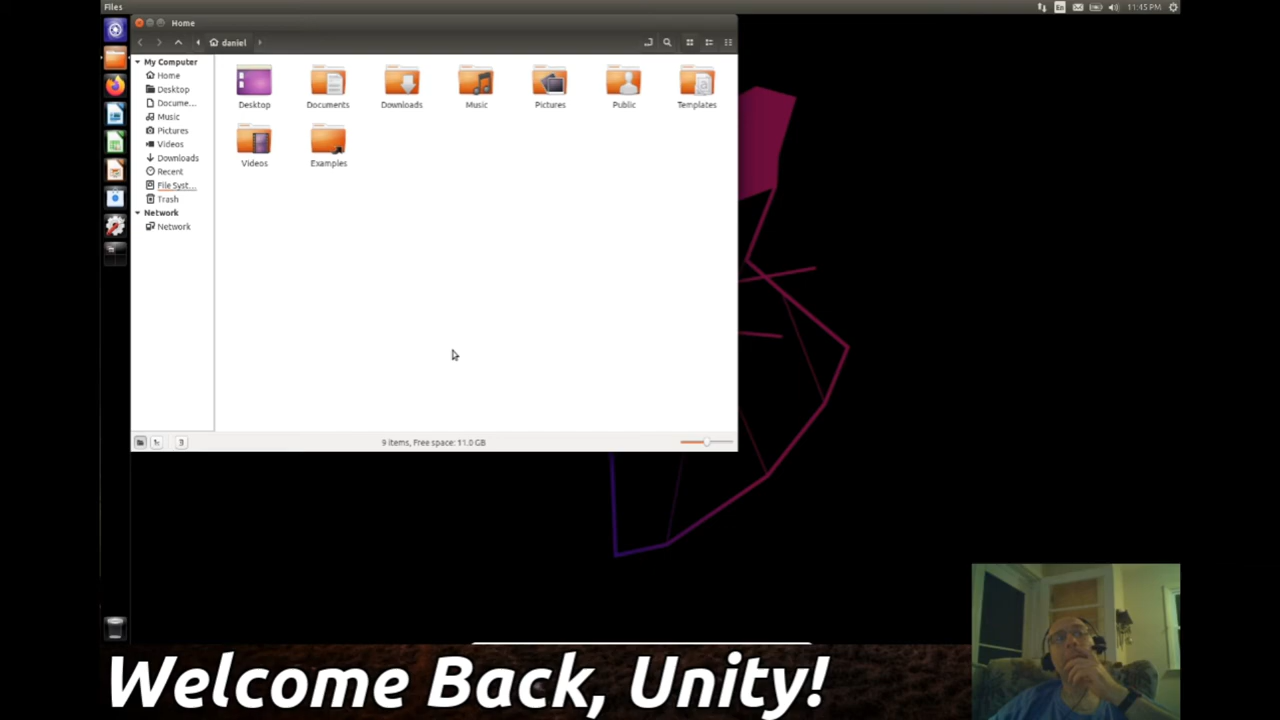 Files
En
11:45 PM
Home
daniel
My Computer
Home
Desktop
Docume...
Music
Pictures
Videos
Downloads
Recent
File Syst...
Trash
Network
Network
Desktop
Documents
Downloads
Music
Pictures
Public
Templates
Videos
Examples
9 items, Free space: 11.0 GB
Welcome Back, Unity!